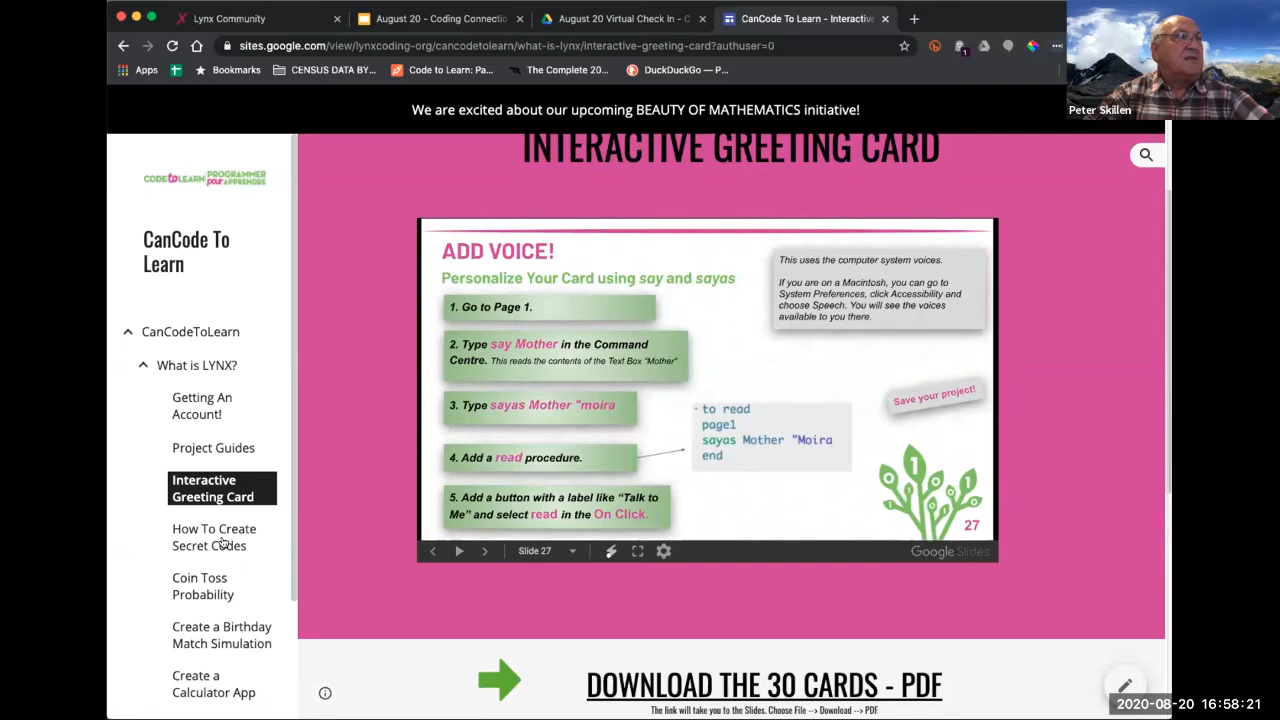 Lynx Community
August 20 - Coding Connectio
August 20 Virtual Check In - C
CanCode To Learn - Interactive
sites.google.com/view/lynxcoding-org/cancodetolearn/what-is-lynx/interactive-greeting-card?authuser=0
1
Apps
Bookmarks
CENSUS DATA BY...
Code to Learn: Pa...
The Complete 20...
DuckDuckGo — P...
Peter Skillen
We are excited about our upcoming BEAUTY OF MATHEMATICS initiative!
CODE to LEARN PROGRAMMER pour APPRENDRE
CanCode To
Learn
CanCodeToLearn
What is LYNX?
Getting An
Account!
Project Guides
Interactive
Greeting Card
How To Create
Secret Codes
Coin Toss
Probability
Create a Birthday
Match Simulation
Create a
Calculator App
INTERACTIVE GREETING CARD
ADD VOICE!
Personalize Your Card using say and sayas
1. Go to Page 1.
2. Type say Mother in the Command
Centre. This reads the contents of the Text Box "Mother"
3. Type sayas Mother "moira
4. Add a read procedure.
5. Add a button with a label like “Talk to
Me” and select read in the On Click.
This uses the computer system voices.
If you are on a Macintosh, you can go to
System Preferences, click Accessibility and
choose Speech. You will see the voices
available to you there.
to read
page1
sayas Mother "Moira
end
Save your project!
0 1 0 1
27
Slide 27
Google Slides
DOWNLOAD THE 30 CARDS - PDF
The link will take you to the Slides. Choose File --> Download --> PDF
2020-08-20 16:58:21